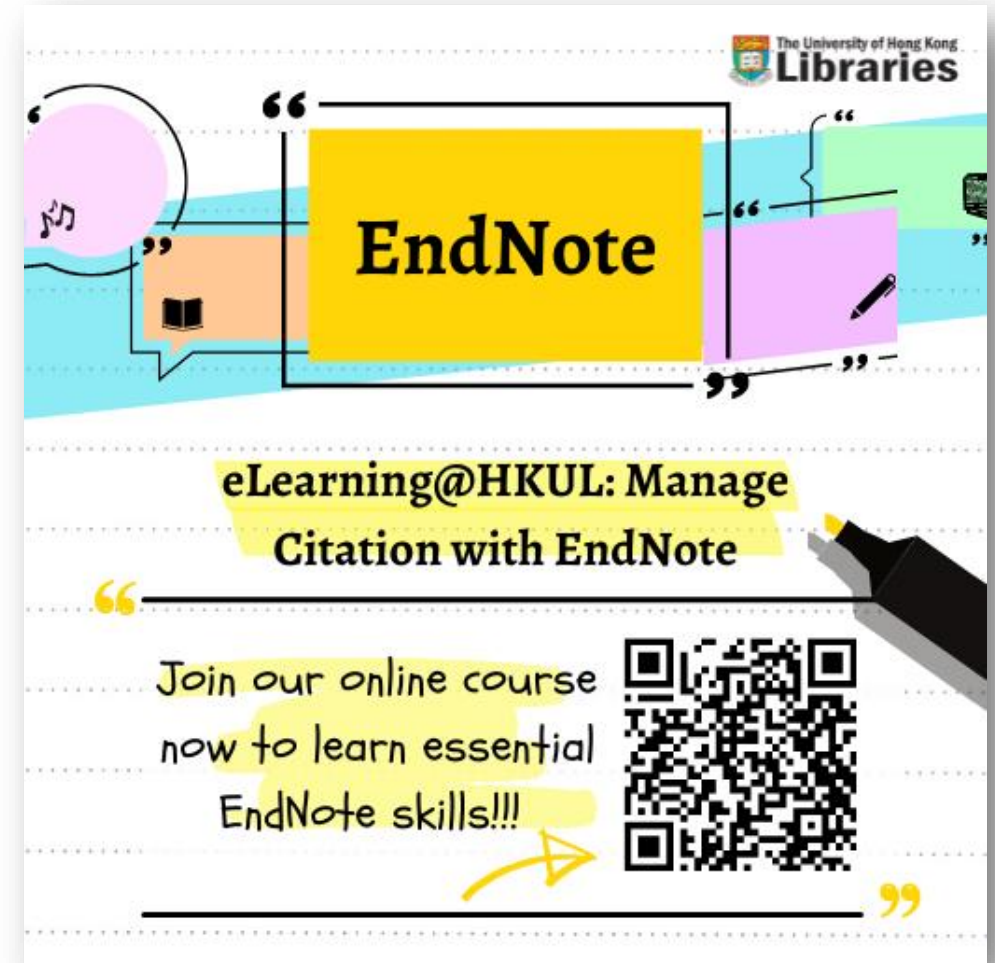 The University of Hong Kong
Libraries
EndNote
eLearning@HKUL: Manage
Citation with EndNote
Join our online course
now to learn essential
EndNote skills!!!